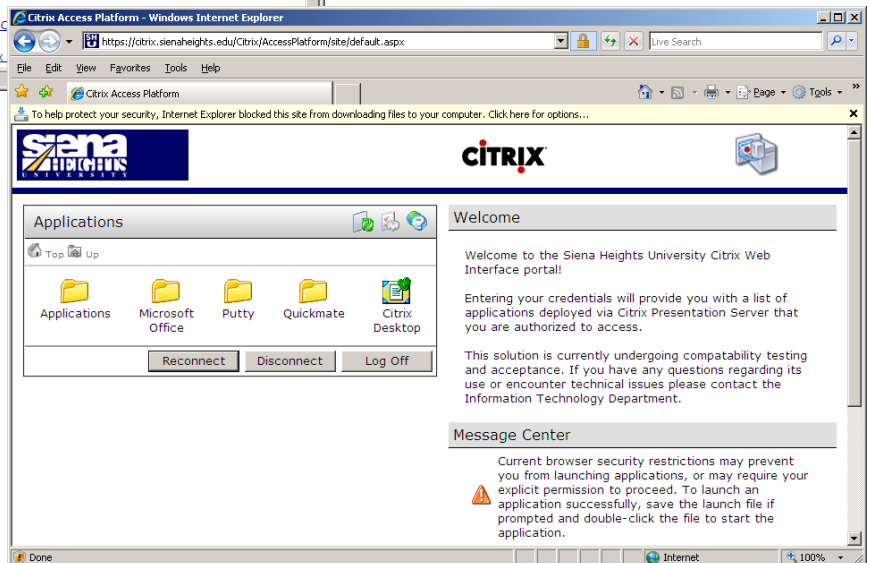 Citrix Access Platform - Windows Internet Explorer
https://citrix.sienaheights.edu/Citrix/AccessPlatform/site/default.aspx
Live Search
File Edit View Favorites Tools Help
Citrix Access Platform
Page Tools »
To help protect your security, Internet Explorer blocked this site from downloading files to your computer. Click here for options...
siena
HEIGHTS
UNIVERSITY
CITRIX
Applications
Top Up
Applications
Microsoft Office
Putty
Quickmate
Citrix Desktop
Reconnect Disconnect Log Off
Welcome
Welcome to the Siena Heights University Citrix Web
Interface portal!
Entering your credentials will provide you with a list of
applications deployed via Citrix Presentation Server that
you are authorized to access.
This solution is currently undergoing compatability testing
and acceptance. If you have any questions regarding its
use or encounter technical issues please contact the
Information Technology Department.
Message Center
Current browser security restrictions may prevent
you from launching applications, or may require your
explicit permission to proceed. To launch an
application successfully, save the launch file if
prompted and double-click the file to start the
application.
Done
Internet
100%